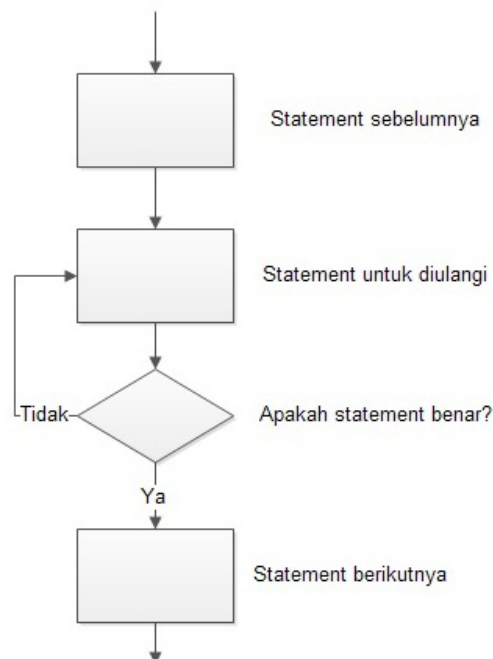 Statement sebelumnya
Statement untuk diulangi
Tidak
Apakah statement benar?
Ya
Statement berikutnya